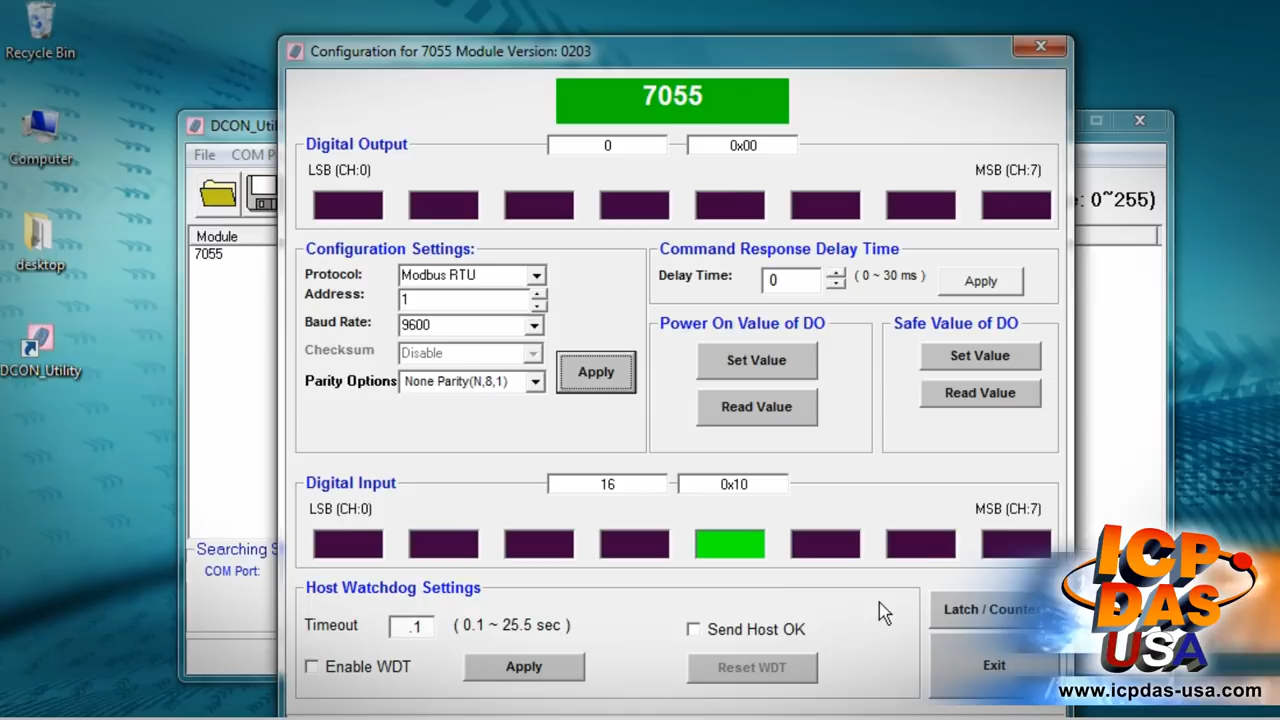 Recycle Bin
Computer
desktop
DCON_Utility
DCON_Util
File COM P
: 0~255)
Module
7055
Searching
COM Port:
Configuration for 7055 Module Version: 0203
7055
Digital Output 0 0x00
LSB (CH:0) MSB (CH:7)
Configuration Settings:
Protocol: Modbus RTU
Address: 1
Baud Rate: 9600
Checksum Disable
Parity Options None Parity(N,8,1)
Apply
Command Response Delay Time
Delay Time: 0 ( 0 ~ 30 ms ) Apply
Power On Value of DO
Set Value
Read Value
Safe Value of DO
Set Value
Read Value
Digital Input 16 0x10
LSB (CH:0) MSB (CH:7)
Host Watchdog Settings
Timeout .1 ( 0.1 ~ 25.5 sec )
Send Host OK
Enable WDT Apply Reset WDT
Latch / Counte
Exit
ICP
DAS
USA
www.icpdas-usa.com